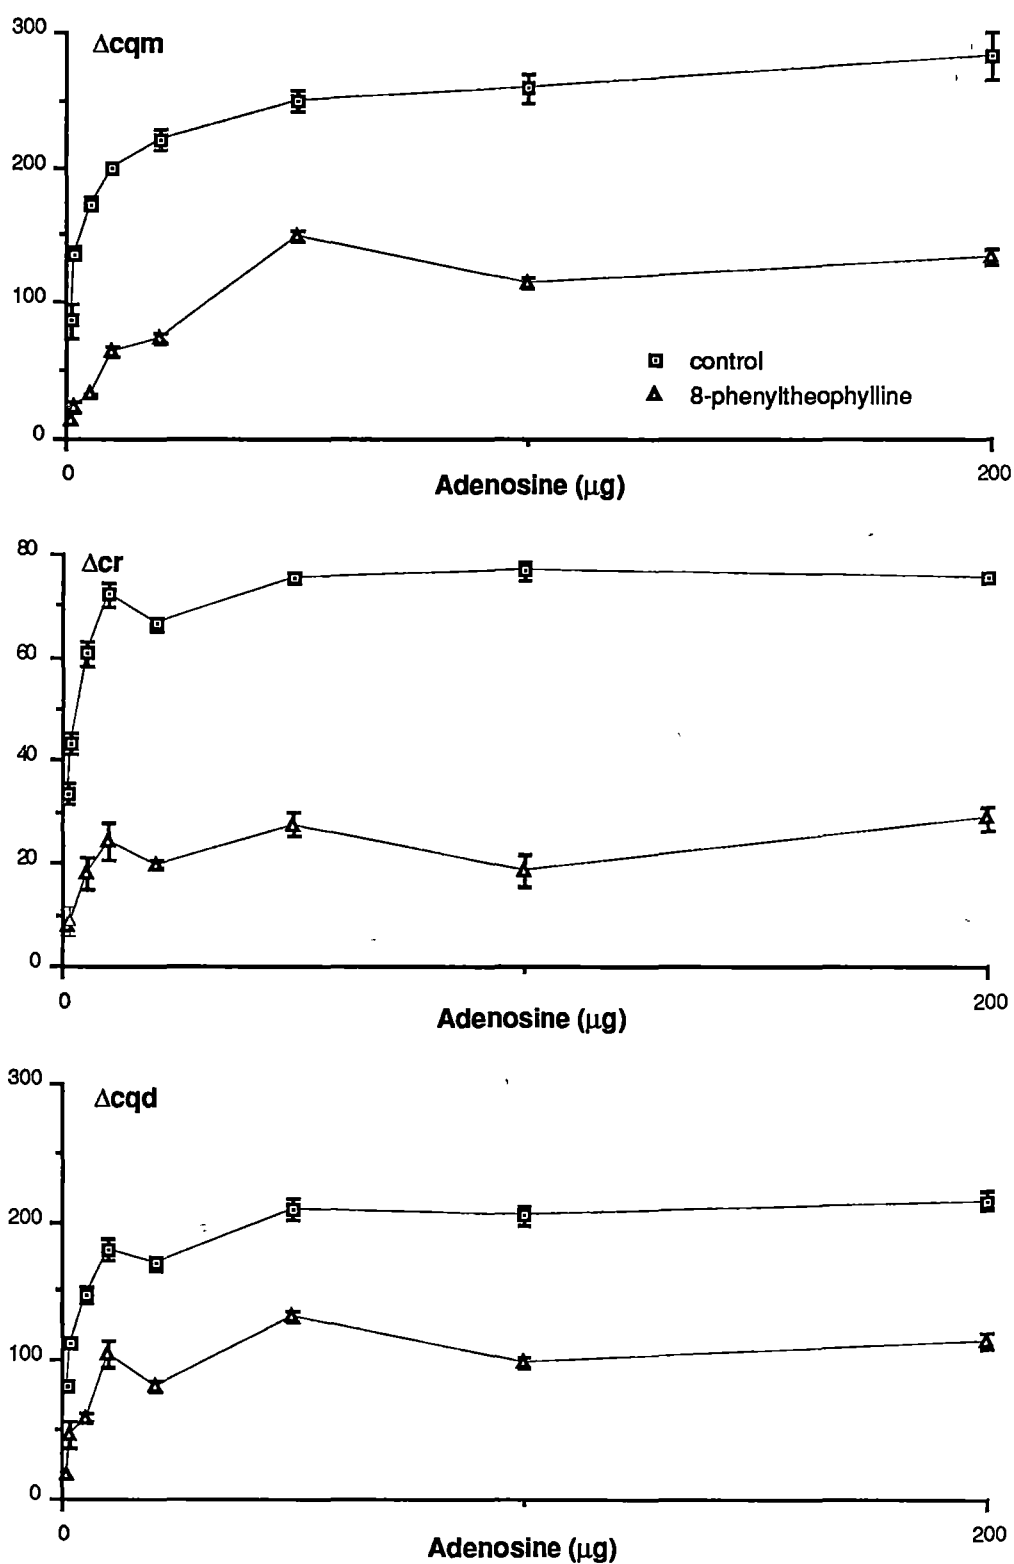 300
Δcqm
200
100
control
8-phenyltheophylline
0
0
200
Adenosine (μg)
80
Δcr
60
40
20
0
0
200
Adenosine (μg)
300
Δcqd
200
100
0
0
200
Adenosine (μg)